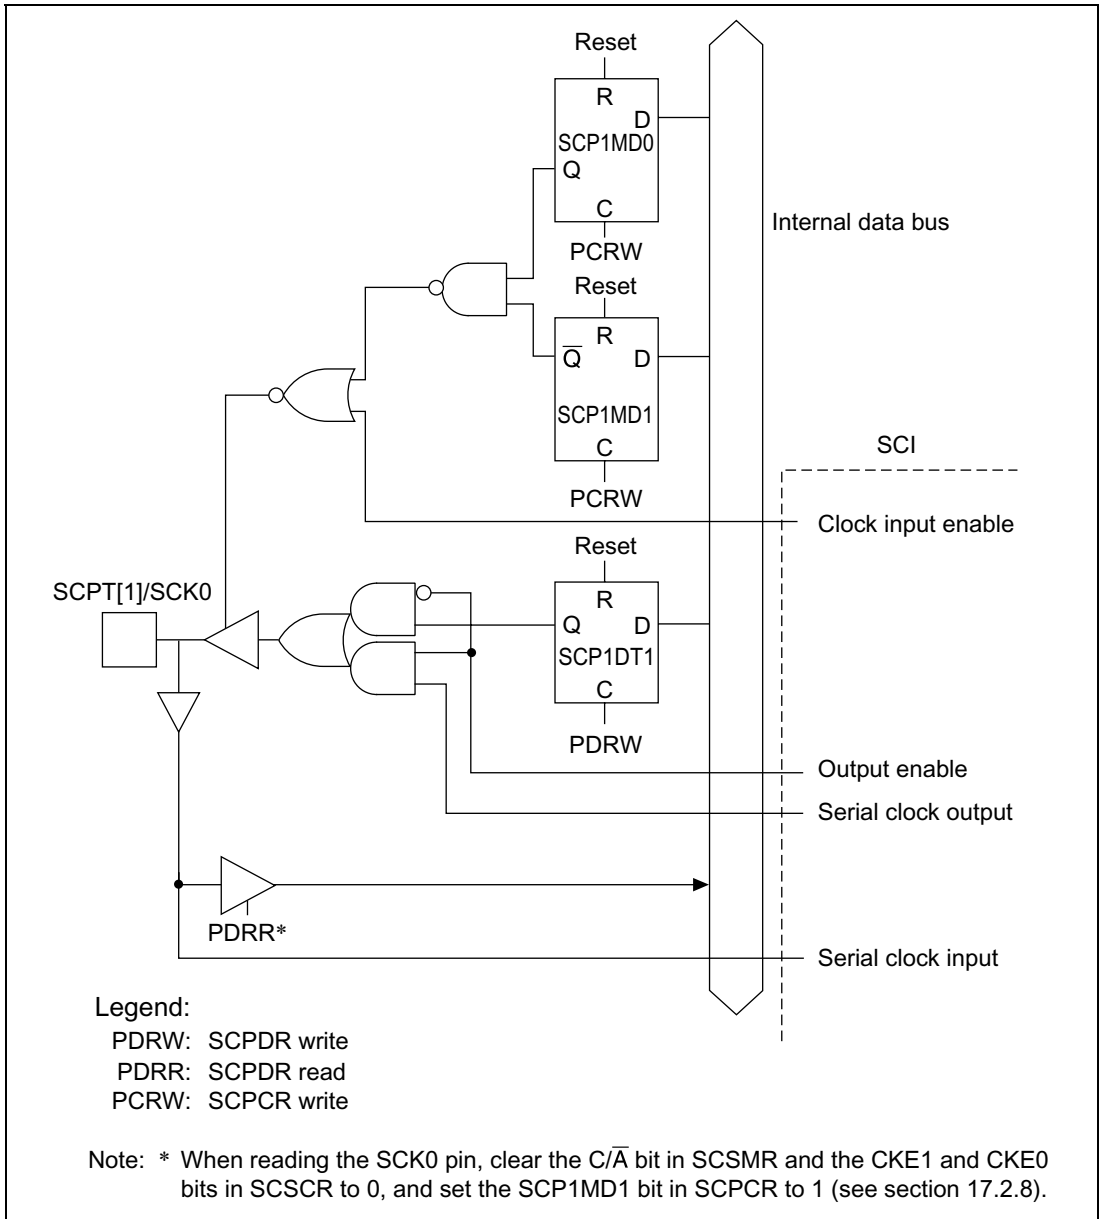 Reset
R
D
SCP1MD0
Q
C
PCRW
Internal data bus
Reset
R
Q̅ D
SCP1MD1
C
PCRW
SCI
Clock input enable
Reset
SCPT[1]/SCK0
R
Q D
SCP1DT1
C
PDRW
Output enable
Serial clock output
PDRR*
Serial clock input
Legend:
PDRW: SCPDR write
PDRR: SCPDR read
PCRW: SCPCR write
Note: * When reading the SCK0 pin, clear the C/A̅ bit in SCSMR and the CKE1 and CKE0
bits in SCSCR to 0, and set the SCP1MD1 bit in SCPCR to 1 (see section 17.2.8).